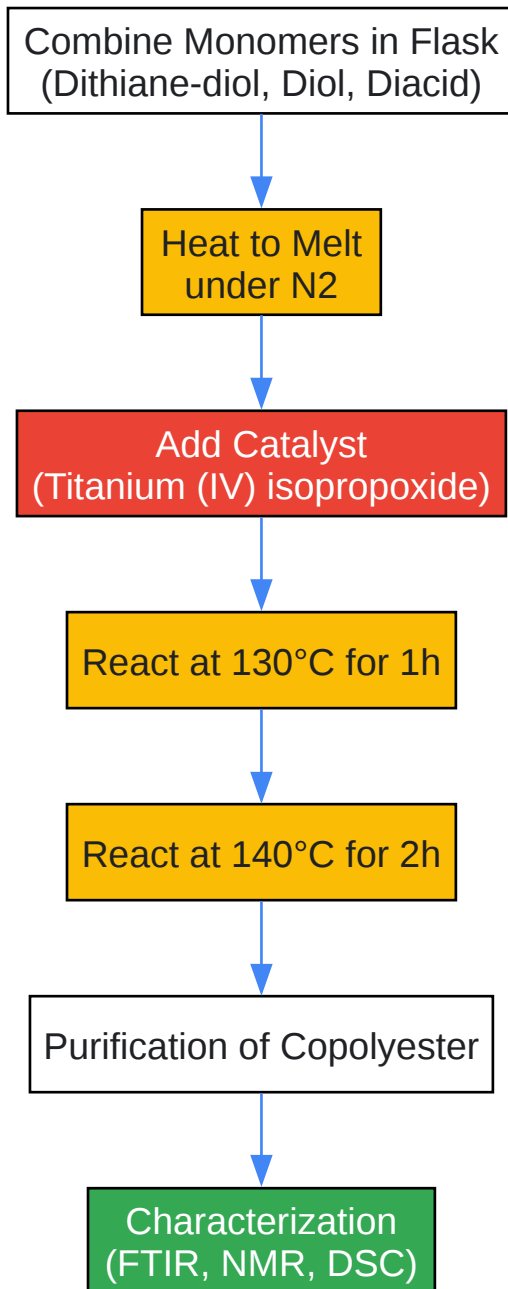 Combine Monomers in Flask
(Dithiane-diol, Diol, Diacid)
Heat to Melt
under N2
Add Catalyst
(Titanium (IV) isopropoxide)
React at 130°C for 1h
React at 140°C for 2h
Purification of Copolyester
Characterization
(FTIR, NMR, DSC)